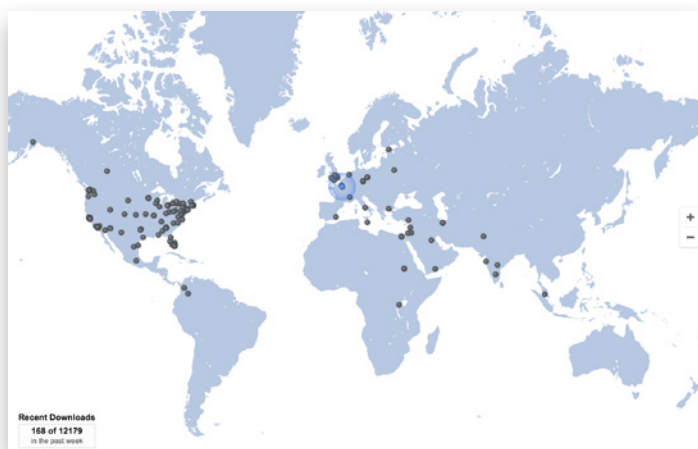 +
−
Recent Downloads
168 of 12179
in the past week